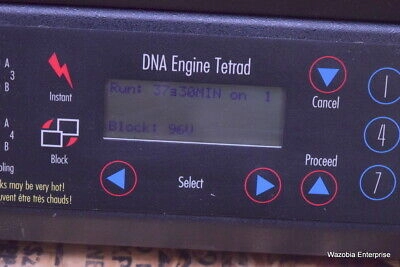 DNA Engine Tetrad
A
3
B
Instant
Run: 37≡30MIN on 1
Block: 96V
Cancel
1
A
4
B
Block
4
Proceed
7
Select
ks may be very hot!
uvent être très chauds!
Wazobia Enterprise